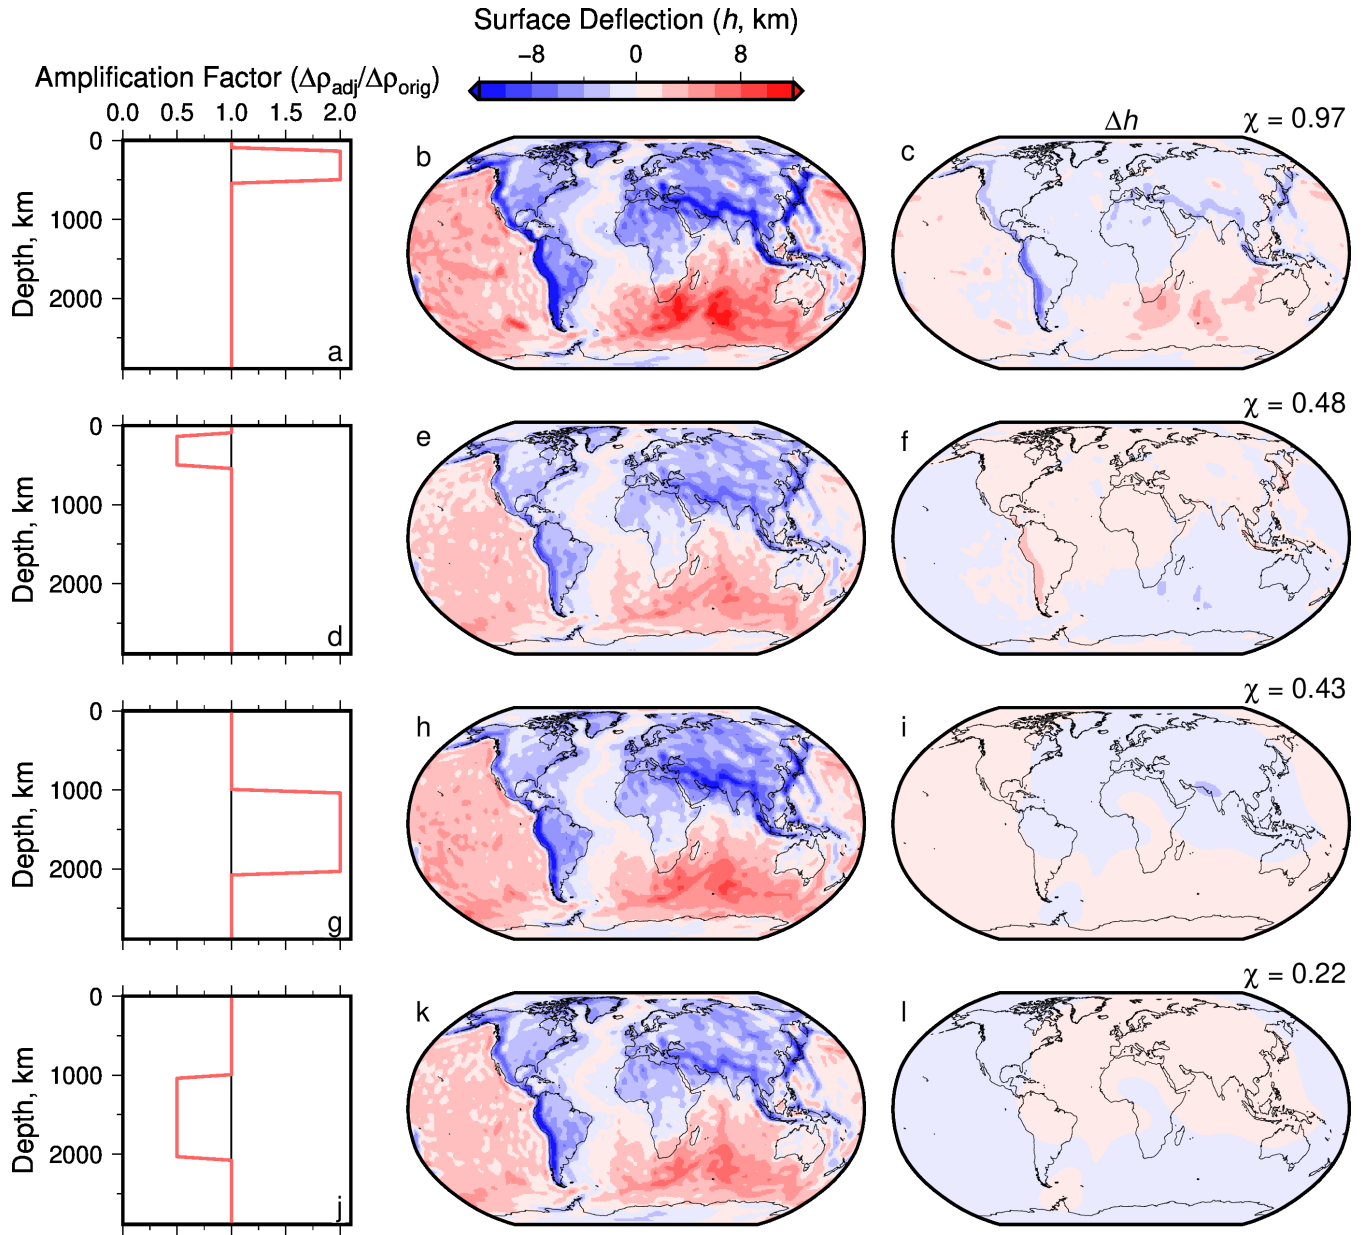 Surface Deflection (h, km)
−8 0 8
Amplification Factor (Δρadj/Δρorig)
0.0 0.5 1.0 1.5 2.0
Depth, km
0
1000
2000
a
b
c
Δh
χ = 0.97
Depth, km
0
1000
2000
d
e
f
χ = 0.48
Depth, km
0
1000
2000
g
h
i
χ = 0.43
Depth, km
0
1000
2000
j
k
l
χ = 0.22